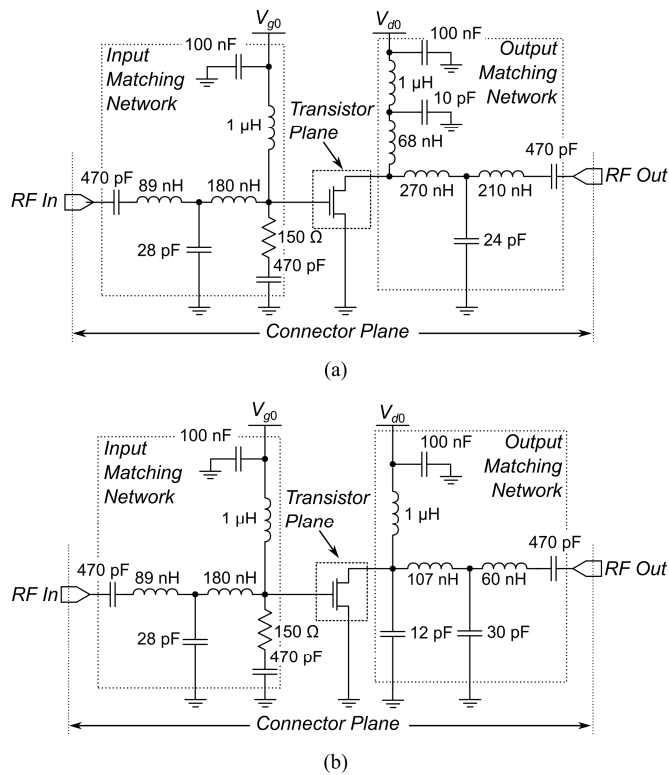 V_g0
V_d0
100 nF
Input
Matching
Network
100 nF
Output
Matching
Network
1 µH
10 pF
Transistor
Plane
1 µH
68 nH
470 pF
89 nH
180 nH
RF In
470 pF
RF Out
270 nH
210 nH
28 pF
150 Ω
470 pF
24 pF
Connector Plane
(a)
V_g0
V_d0
100 nF
Input
Matching
Network
100 nF
Output
Matching
Network
Transistor
Plane
1 µH
1 µH
470 pF
89 nH
180 nH
RF In
470 pF
RF Out
107 nH
60 nH
28 pF
150 Ω
470 pF
12 pF
30 pF
Connector Plane
(b)